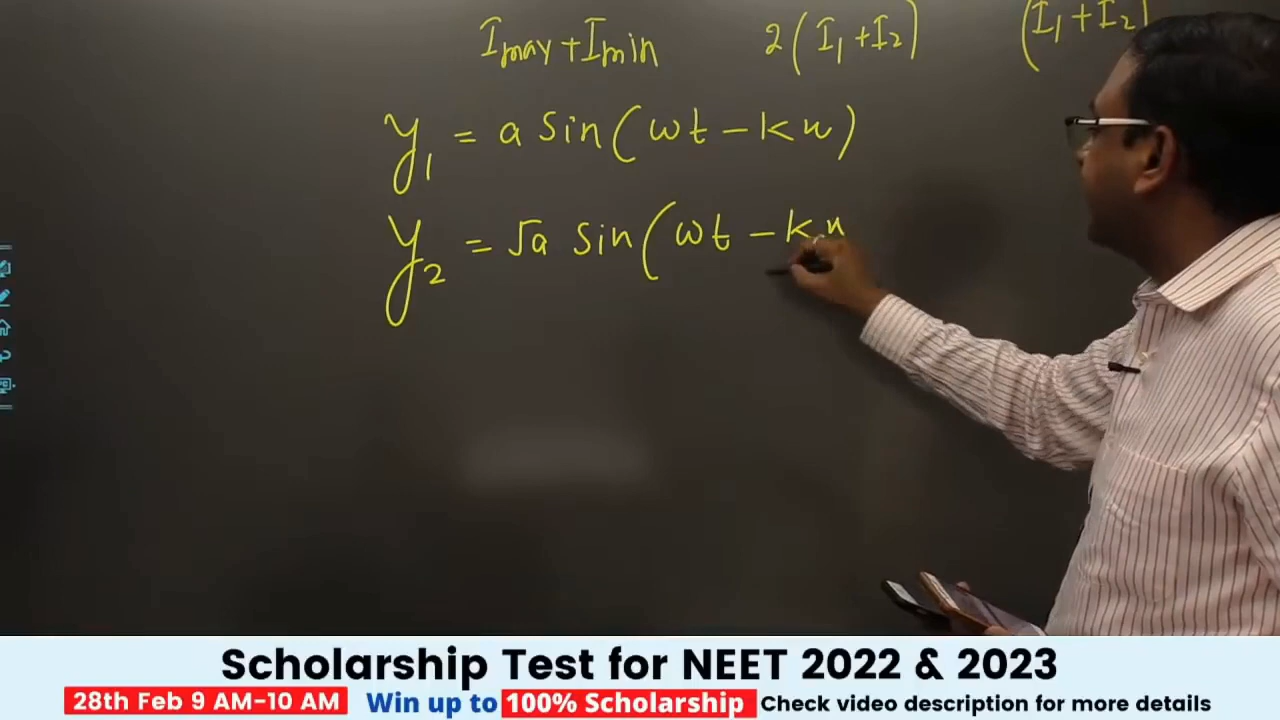 Imax + Imin 2(I1 + I2) (I1 + I2)
y1 = a sin(ωt - kx)
y2 = √a sin(ωt - kx
Scholarship Test for NEET 2022 & 2023
28th Feb 9 AM-10 AM Win up to 100% Scholarship Check video description for more details